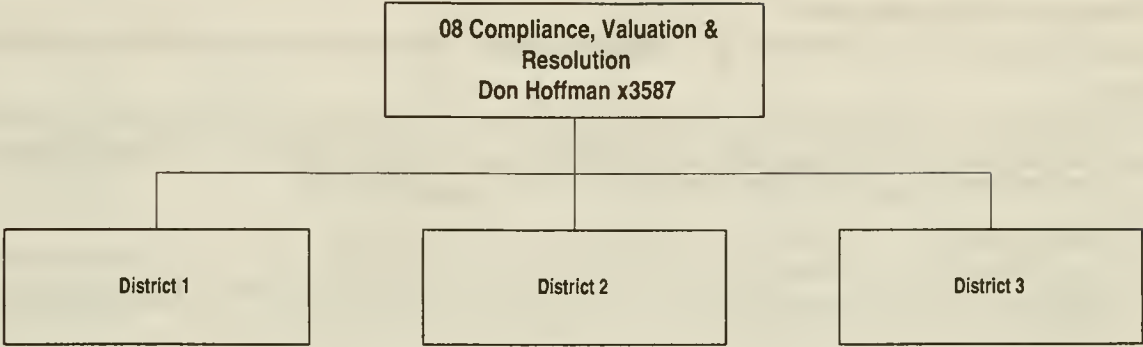 08 Compliance, Valuation &
Resolution
Don Hoffman x3587
District 1
District 2
District 3